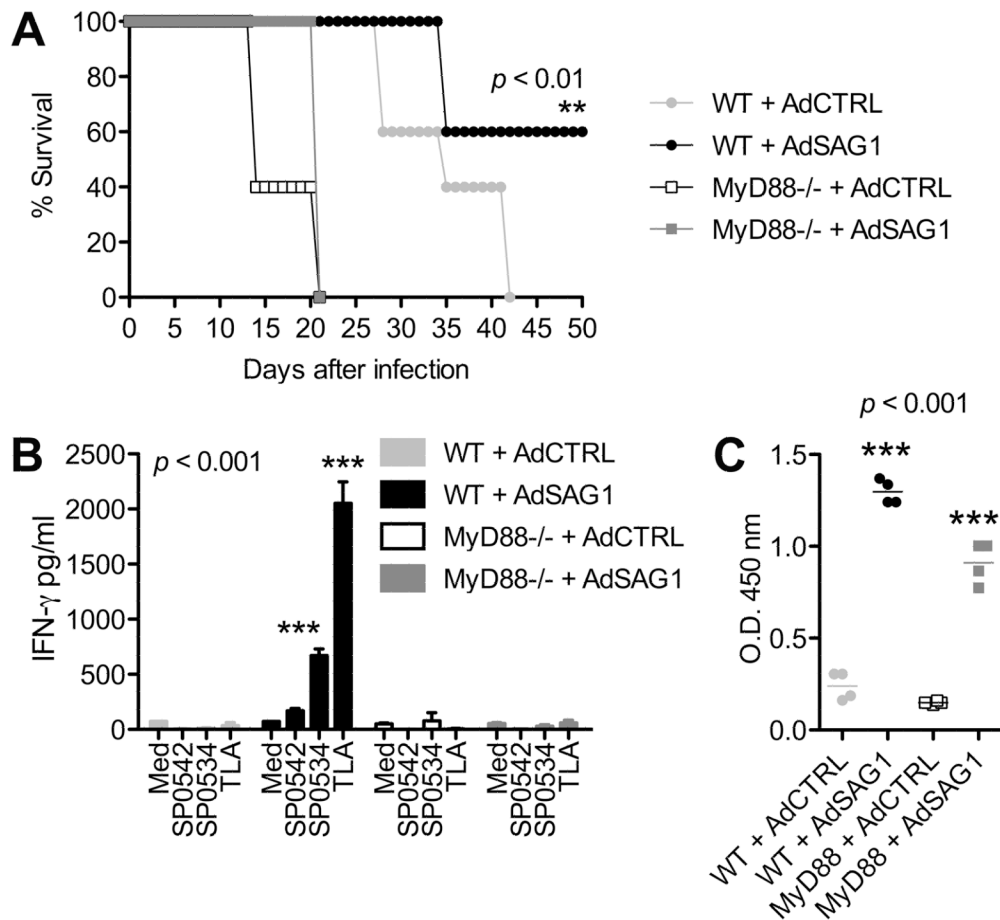 A
100
80
60
40
20
0
% Survival
0 5 10 15 20 25 30 35 40 45 50
Days after infection
p < 0.01
**
WT + AdCTRL
WT + AdSAG1
MyD88-/- + AdCTRL
MyD88-/- + AdSAG1
B
2500
2000
1500
1000
500
0
IFN-γ pg/ml
p < 0.001
***
***
WT + AdCTRL
WT + AdSAG1
MyD88-/- + AdCTRL
MyD88-/- + AdSAG1
Med SP0542 SP0534 TLA Med SP0542 SP0534 TLA Med SP0542 SP0534 TLA Med SP0542 SP0534 TLA
C
p < 0.001
***
***
1.5
1.0
0.5
0.0
O.D. 450 nm
WT + AdCTRL
WT + AdSAG1
MyD88 + AdCTRL
MyD88 + AdSAG1